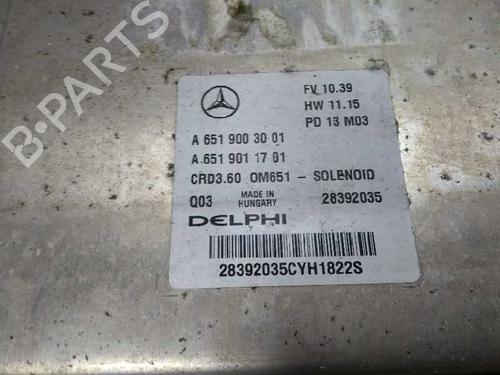 FV 10.39
HW 11.15
PD 13 M03
A 651 900 30 01
A 651 901 17 01
CRD3.60 OM651 - SOLENOID
Q03 MADE IN HUNGARY 28392035
DELPHI
28392035CYH1822S
B-PARTS